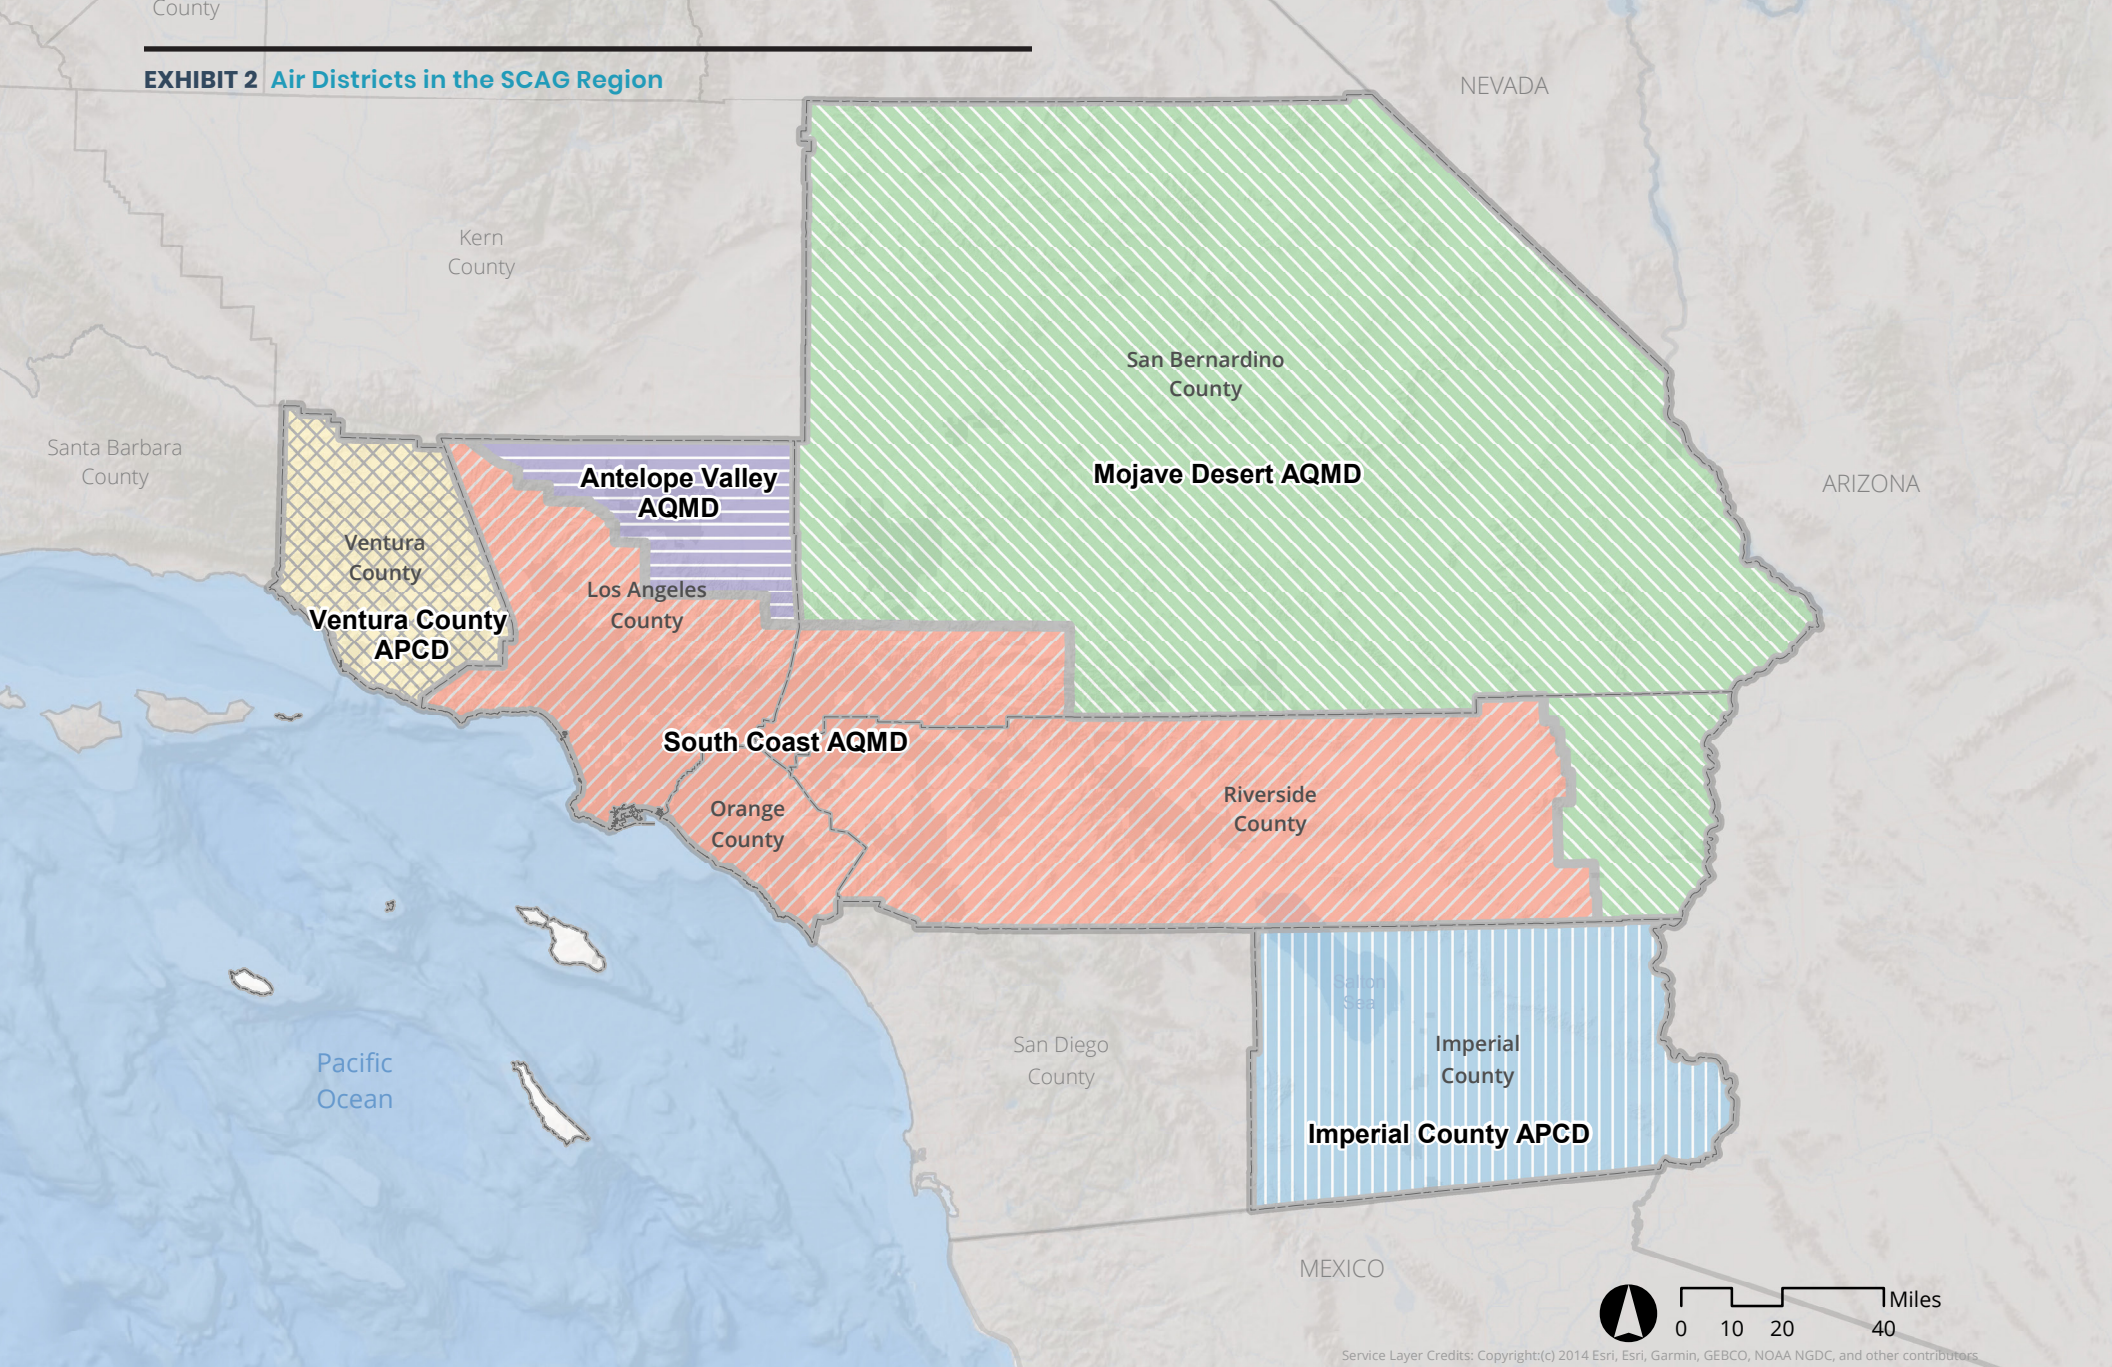 County
EXHIBIT 2 Air Districts in the SCAG Region
NEVADA
Kern
County
San Bernardino
County
Mojave Desert AQMD
Santa Barbara
County
Antelope Valley
AQMD
ARIZONA
Ventura
County
Los Angeles
County
Ventura County
APCD
South Coast AQMD
Orange
County
Riverside
County
Salton
Sea
Pacific
Ocean
San Diego
County
Imperial
County
Imperial County APCD
MEXICO
Miles
0 10 20 40
Service Layer Credits: Copyright:(c) 2014 Esri, Esri, Garmin, GEBCO, NOAA NGDC, and other contributors